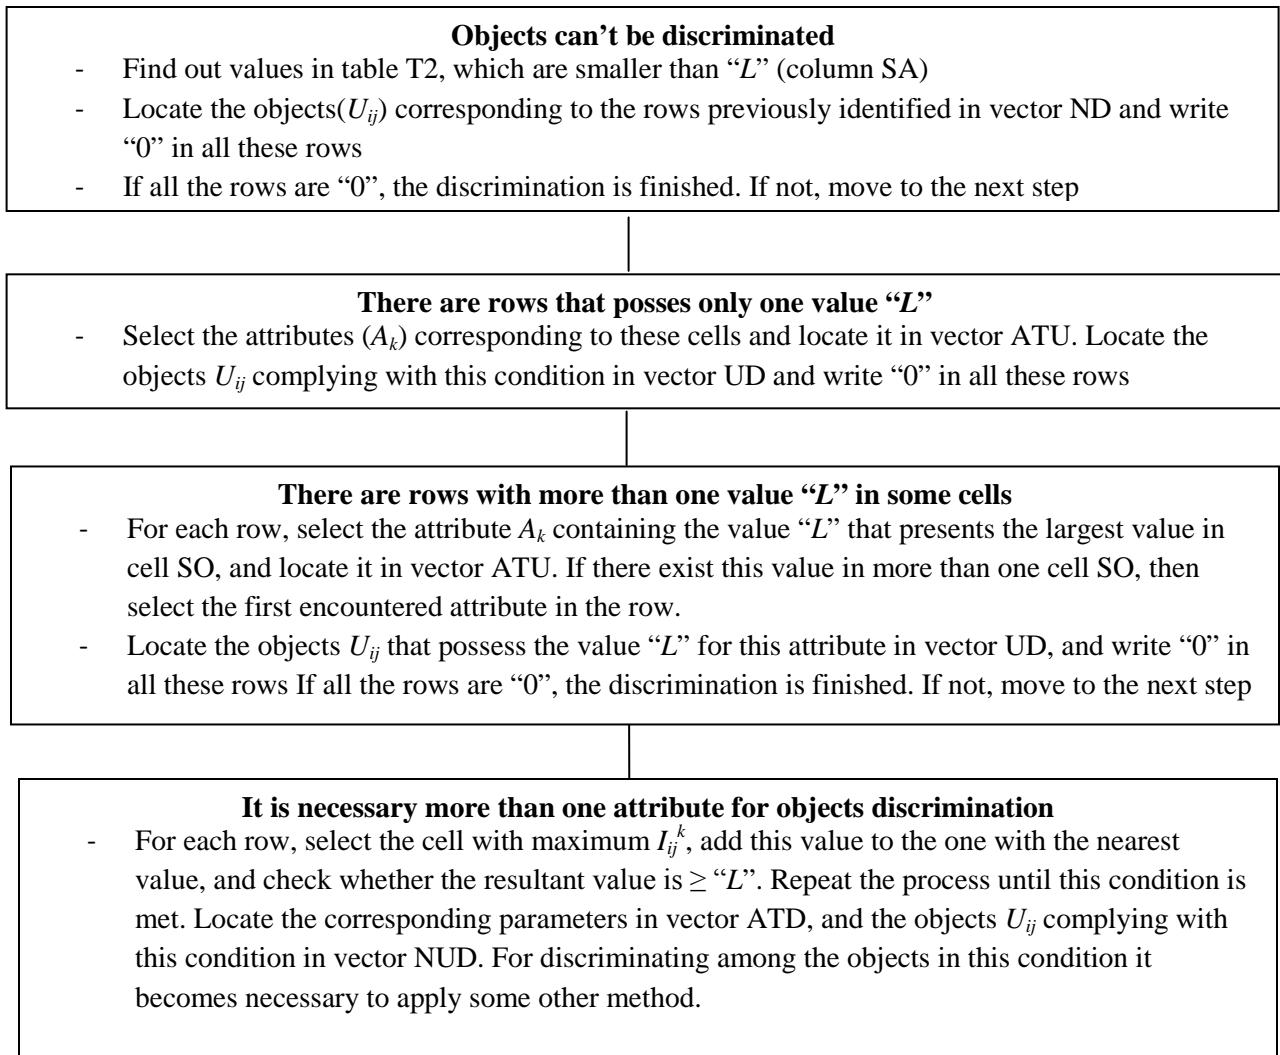 Objects can’t be discriminated
- Find out values in table T2, which are smaller than “L” (column SA)
- Locate the objects(Uij) corresponding to the rows previously identified in vector ND and write
“0” in all these rows
- If all the rows are “0”, the discrimination is finished. If not, move to the next step
There are rows that posses only one value “L”
- Select the attributes (Ak) corresponding to these cells and locate it in vector ATU. Locate the
objects Uij complying with this condition in vector UD and write “0” in all these rows
There are rows with more than one value “L” in some cells
- For each row, select the attribute Ak containing the value “L” that presents the largest value in
cell SO, and locate it in vector ATU. If there exist this value in more than one cell SO, then
select the first encountered attribute in the row.
- Locate the objects Uij that possess the value “L” for this attribute in vector UD, and write “0” in
all these rows If all the rows are “0”, the discrimination is finished. If not, move to the next step
It is necessary more than one attribute for objects discrimination
- For each row, select the cell with maximum Iij^k, add this value to the one with the nearest
value, and check whether the resultant value is ≥ “L”. Repeat the process until this condition is
met. Locate the corresponding parameters in vector ATD, and the objects Uij complying with
this condition in vector NUD. For discriminating among the objects in this condition it
becomes necessary to apply some other method.